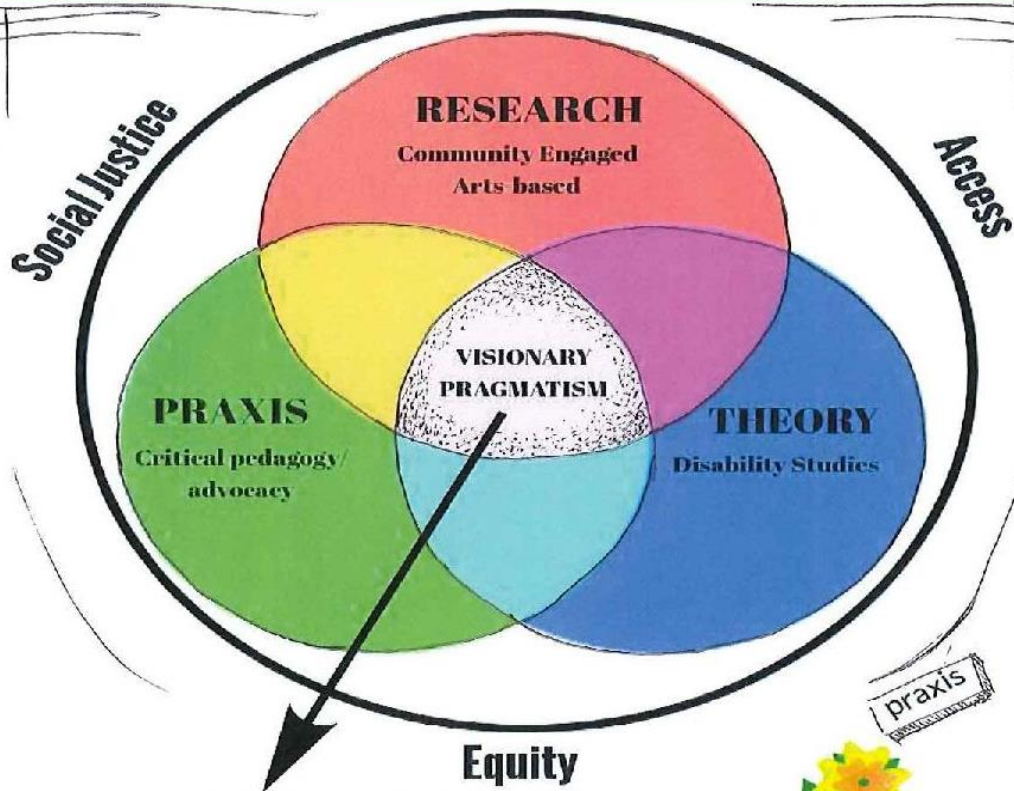 Social Justice
Access
RESEARCH
Community Engaged
Arts-based
VISIONARY
PRAGMATISM
PRAXIS
Critical pedagogy/
advocacy
THEORY
Disability Studies
praxis
Equity